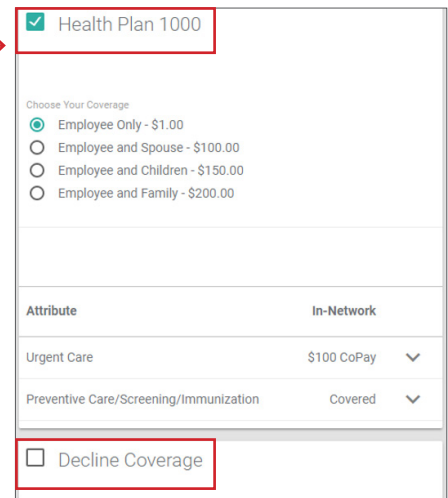 Health Plan 1000
Choose Your Coverage
Employee Only - $1.00
Employee and Spouse - $100.00
Employee and Children - $150.00
Employee and Family - $200.00
Attribute In-Network
Urgent Care $100 CoPay
Preventive Care/Screening/Immunization Covered
Decline Coverage